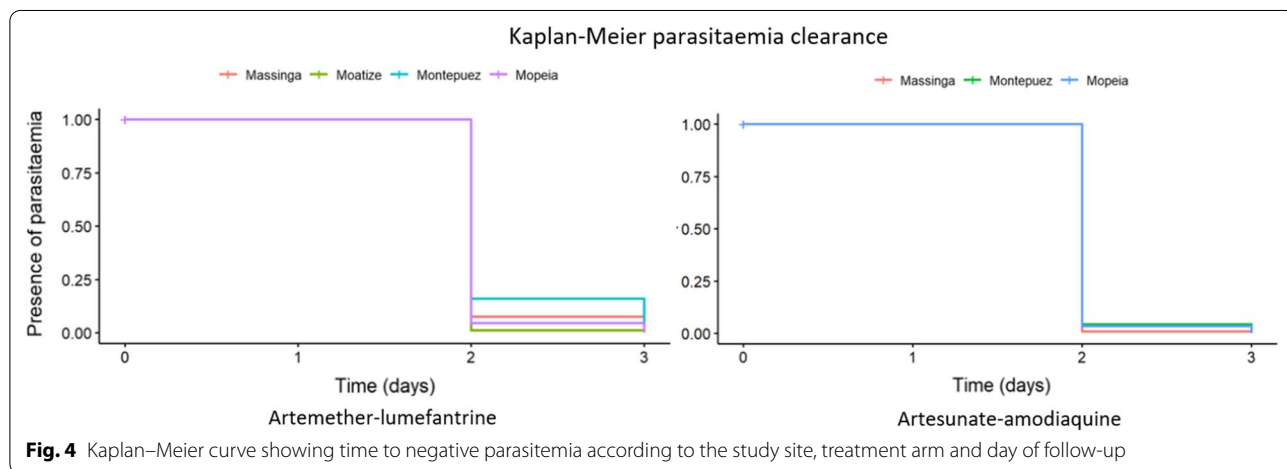 Kaplan-Meier parasitaemia clearance
Massinga Moatize Montepuez Mopeia
Presence of parasitaemia
1.00
0.75
0.50
0.25
0.00
0 1 2 3
Time (days)
Artemether-lumefantrine
Massinga Montepuez Mopeia
1.00
0.75
0.50
0.25
0.00
0 1 2 3
Time (days)
Artesunate-amodiaquine
Fig. 4 Kaplan–Meier curve showing time to negative parasitemia according to the study site, treatment arm and day of follow-up